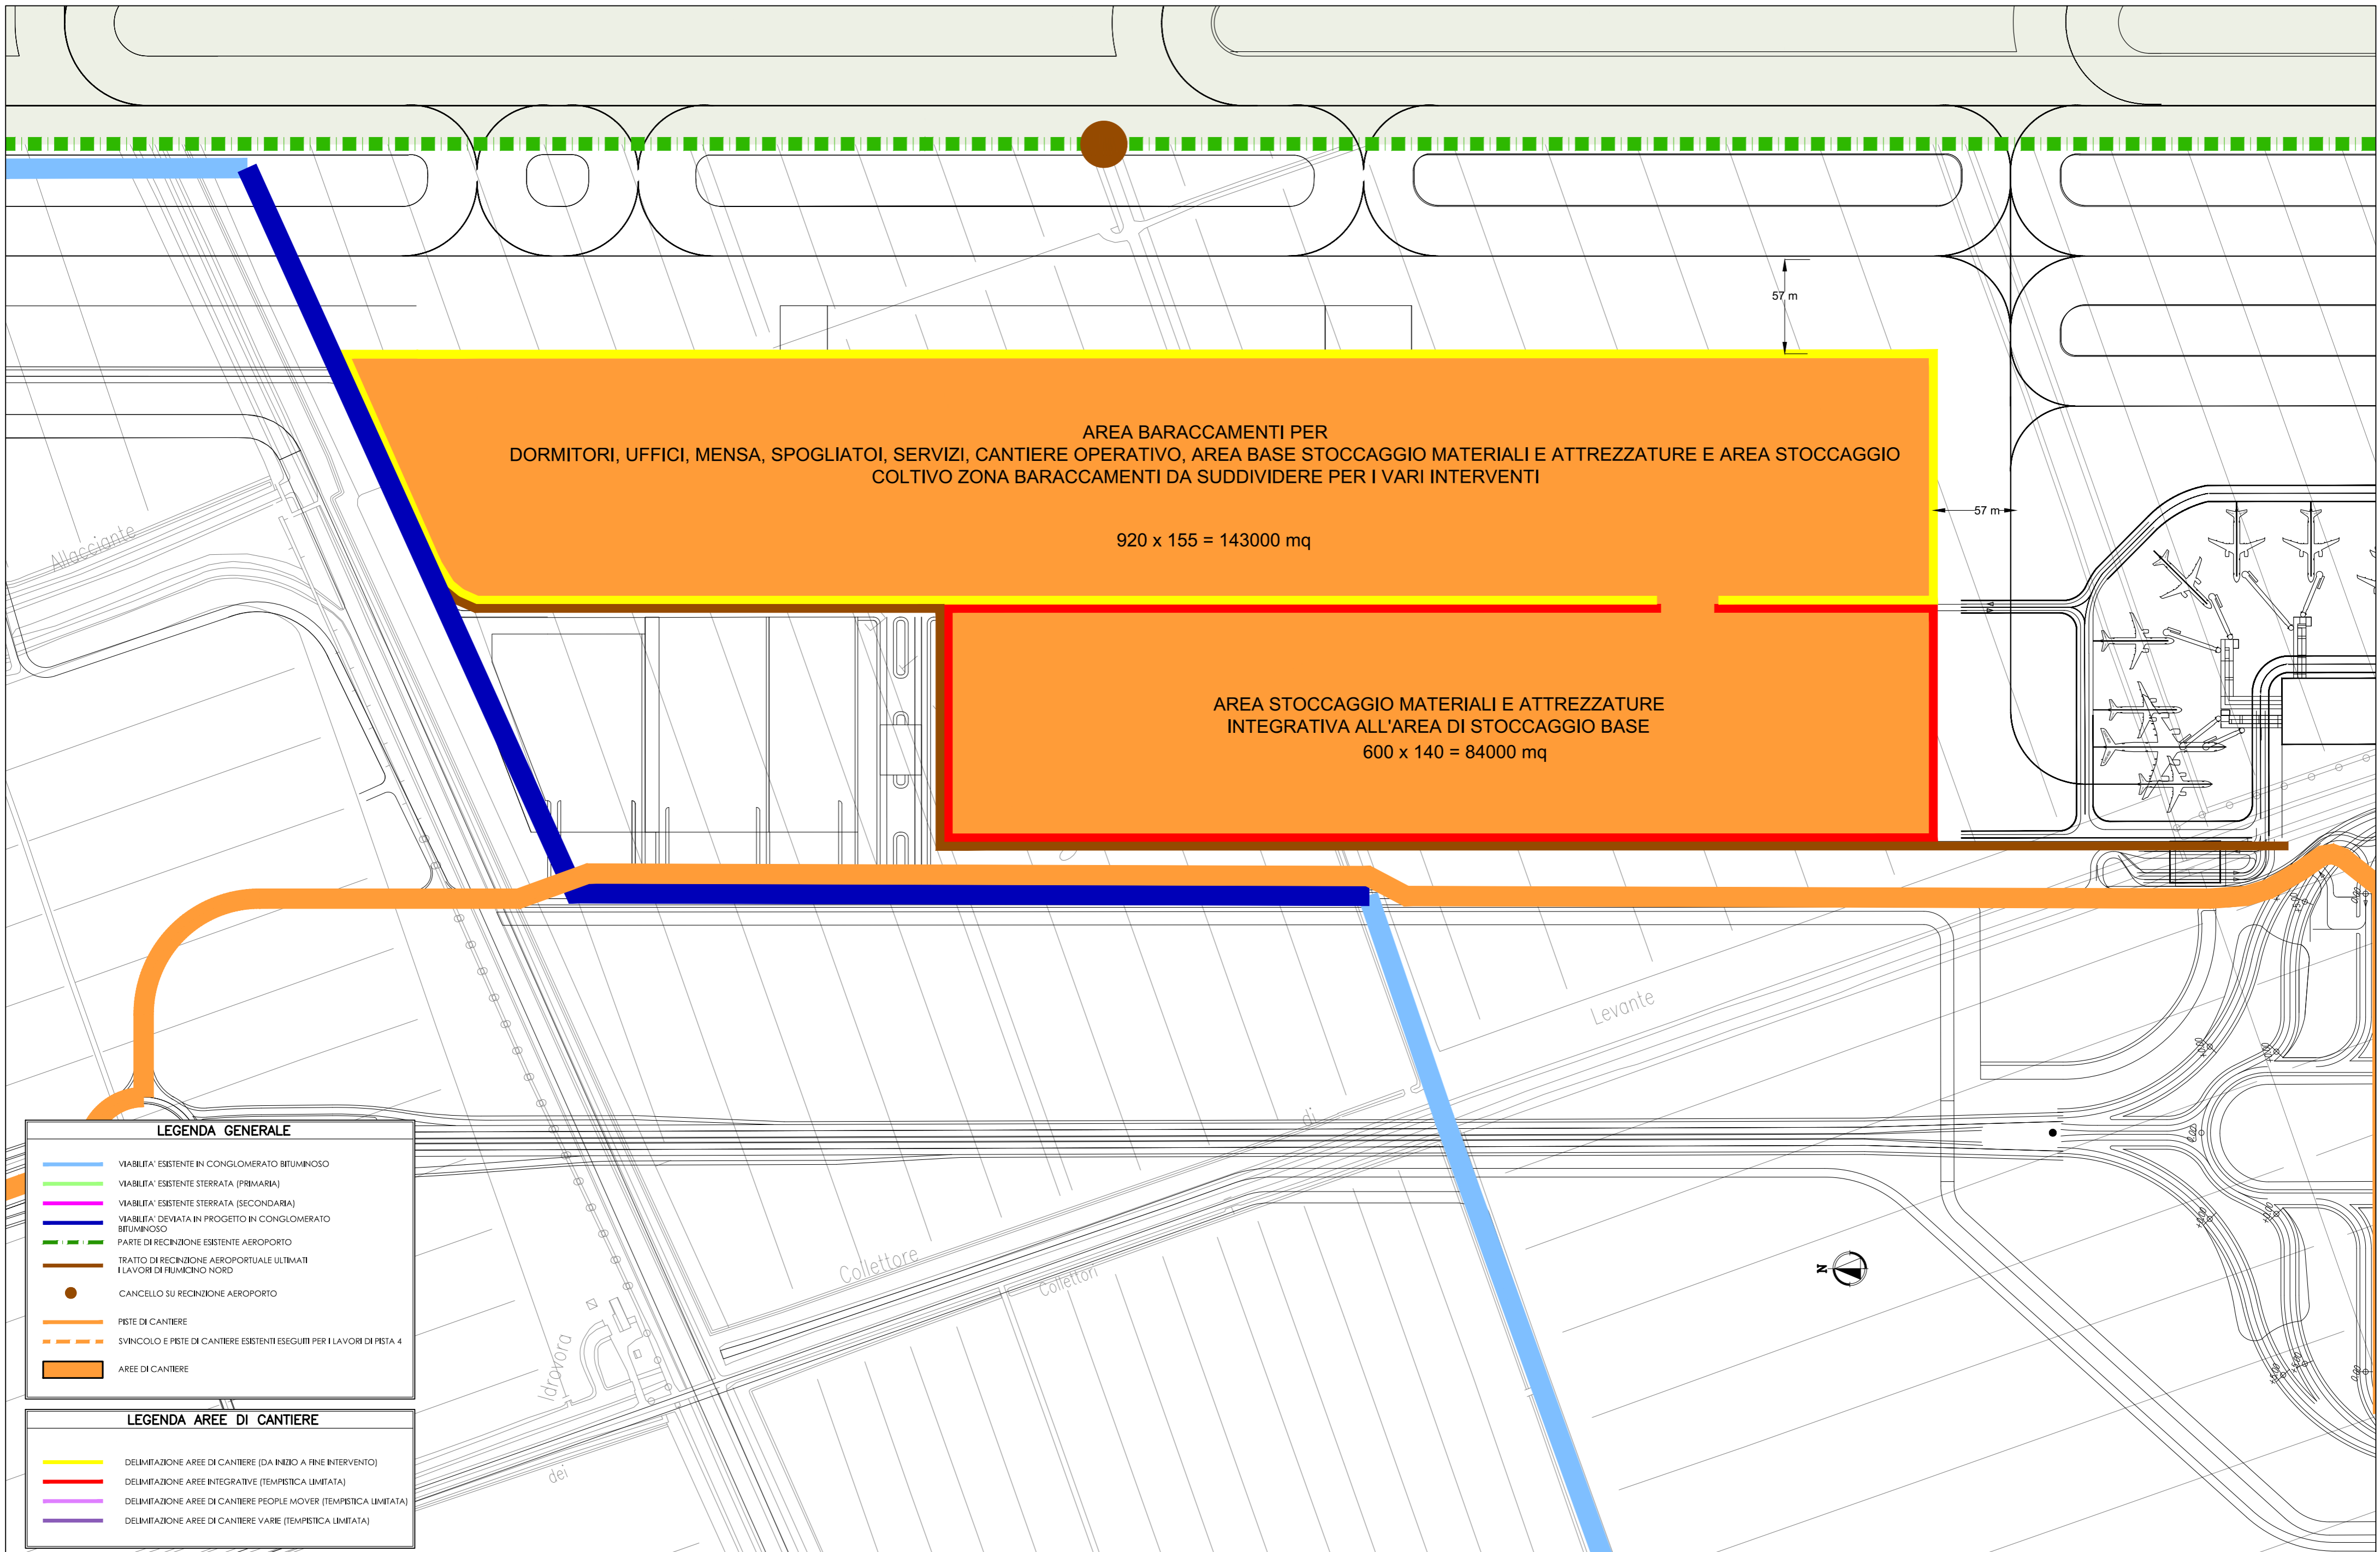 57 m
AREA BARACCAMENTI PER
DORMITORI, UFFICI, MENSA, SPOGLIATOI, SERVIZI, CANTIERE OPERATIVO, AREA BASE STOCCAGGIO MATERIALI E ATTREZZATURE E AREA STOCCAGGIO
COLTIVO ZONA BARACCAMENTI DA SUDDIVIDERE PER I VARI INTERVENTI
57 m
920 x 155 = 143000 mq
Allacciante
AREA STOCCAGGIO MATERIALI E ATTREZZATURE
INTEGRATIVA ALL'AREA DI STOCCAGGIO BASE
600 x 140 = 84000 mq
Levante
di
Collettore
Collettori
N
Idrovora
dei
LEGENDA GENERALE
VIABILITA' ESISTENTE IN CONGLOMERATO BITUMINOSO
VIABILITA' ESISTENTE STERRATA (PRIMARIA)
VIABILITA' ESISTENTE STERRATA (SECONDARIA)
VIABILITA' DEVIATA IN PROGETTO IN CONGLOMERATO
BITUMINOSO
PARTE DI RECINZIONE ESISTENTE AEROPORTO
TRATTO DI RECINZIONE AEROPORTUALE ULTIMATI
I LAVORI DI FIUMICINO NORD
CANCELLO SU RECINZIONE AEROPORTO
PISTE DI CANTIERE
SVINCOLO E PISTE DI CANTIERE ESISTENTI ESEGUITI PER I LAVORI DI PISTA 4
AREE DI CANTIERE
LEGENDA AREE DI CANTIERE
DELIMITAZIONE AREE DI CANTIERE (DA INIZIO A FINE INTERVENTO)
DELIMITAZIONE AREE INTEGRATIVE (TEMPISTICA LIMITATA)
DELIMITAZIONE AREE DI CANTIERE PEOPLE MOVER (TEMPISTICA LIMITATA)
DELIMITAZIONE AREE DI CANTIERE VARIE (TEMPISTICA LIMITATA)